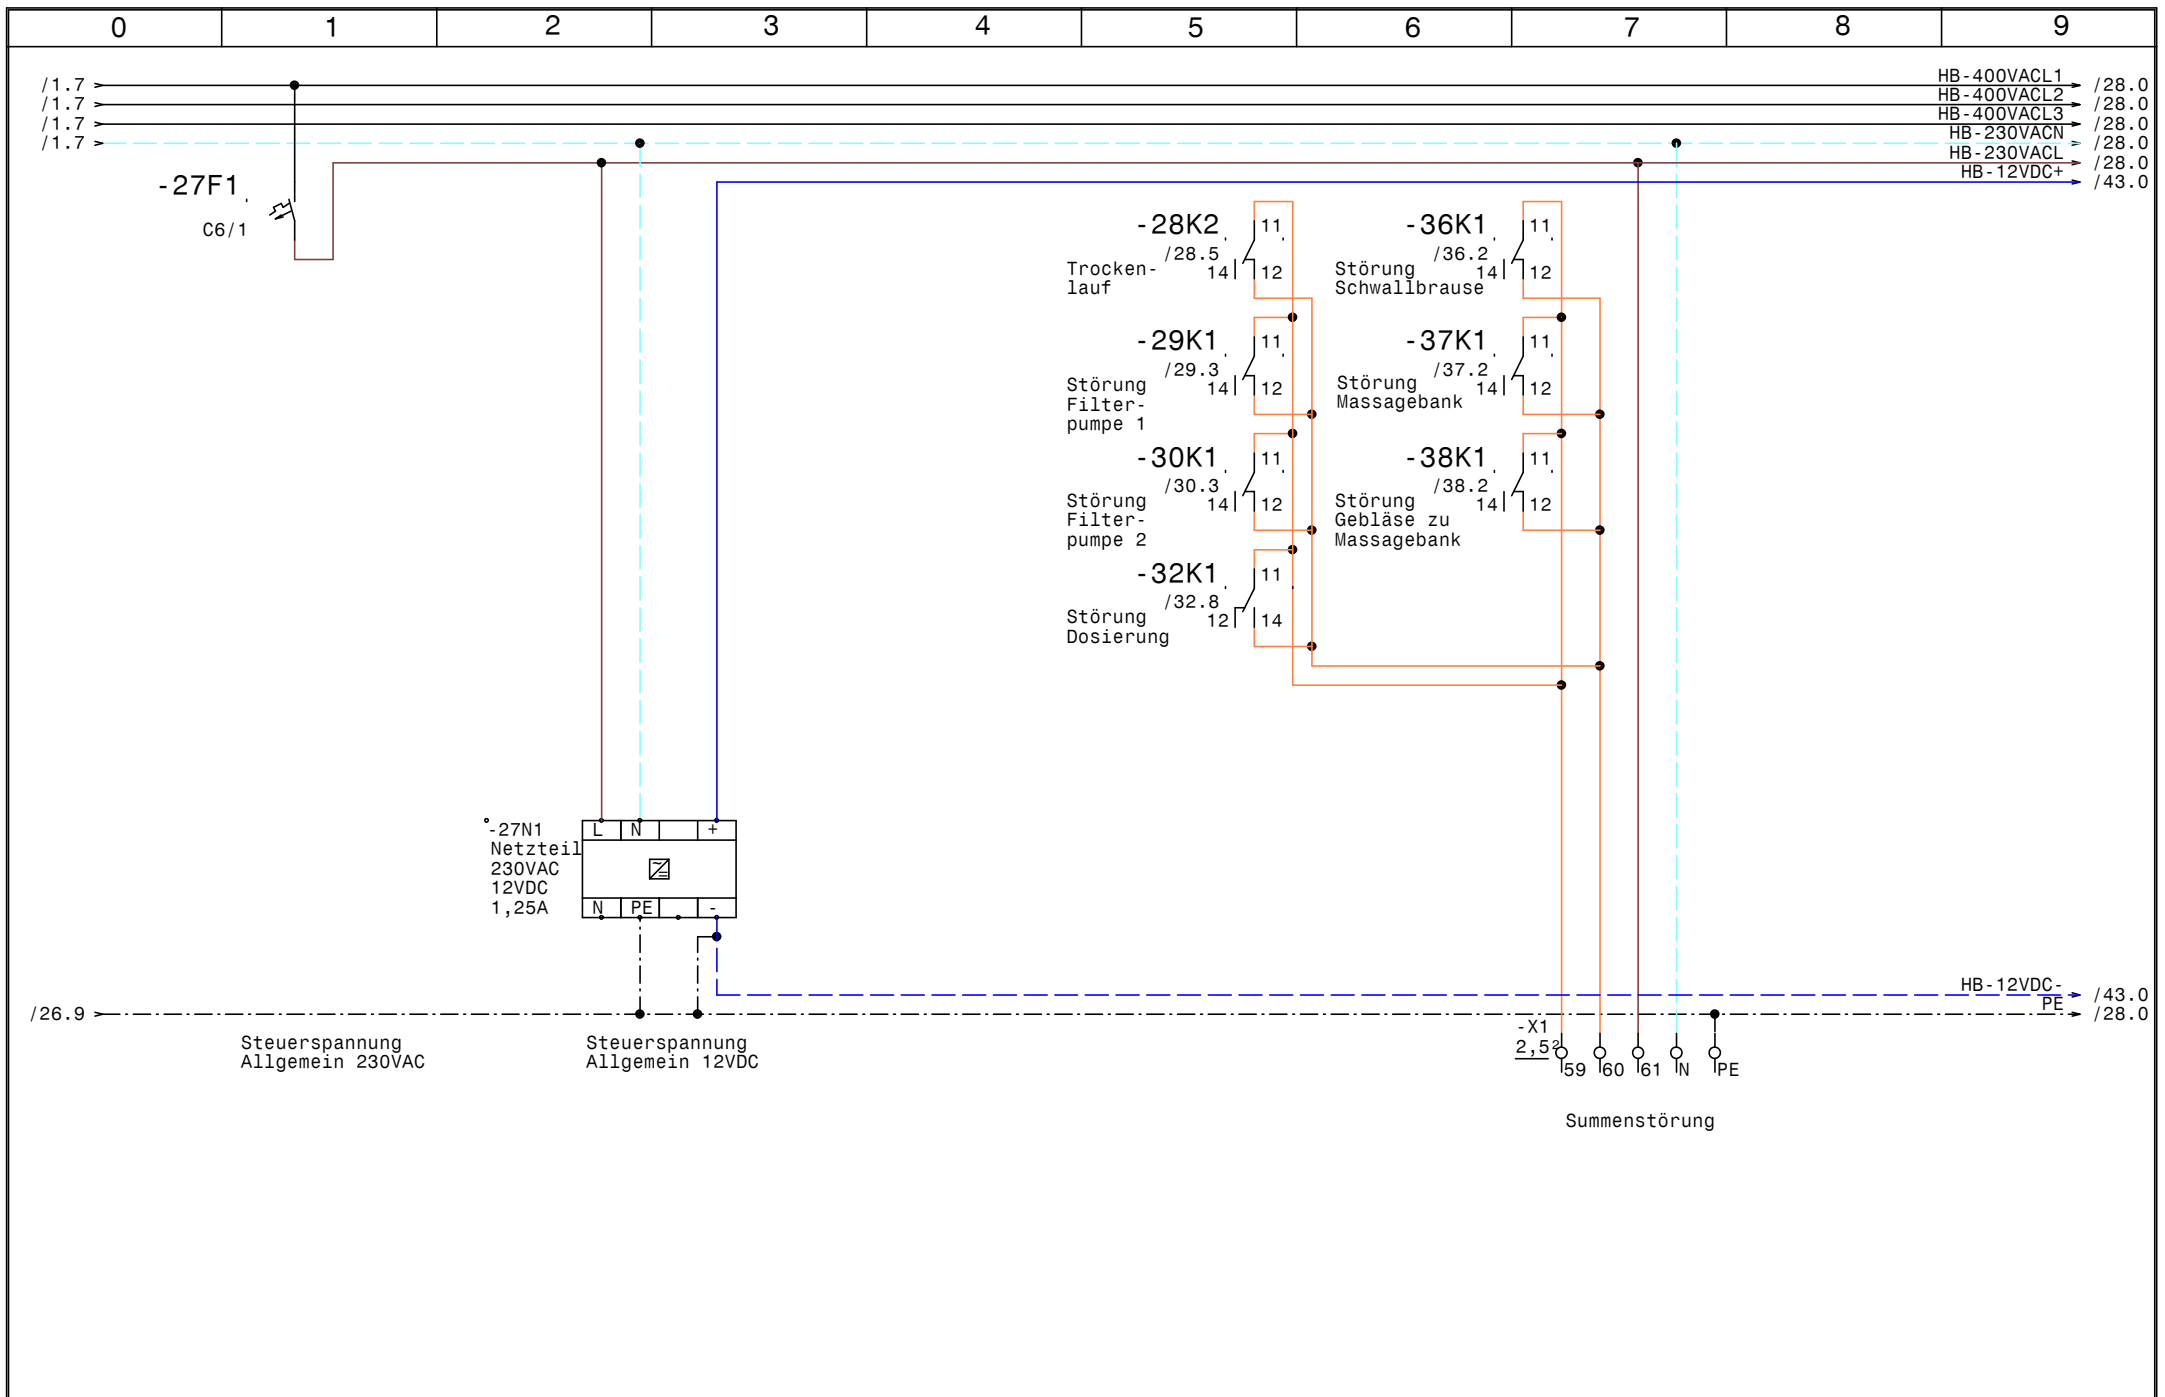 0 1 2 3 4 5 6 7 8 9
/1.7 HB-400VACL1 /28.0
/1.7 HB-400VACL2 /28.0
/1.7 HB-400VACL3 /28.0
/1.7 HB-230VACN /28.0
HB-230VACL /28.0
HB-12VDC+ /43.0
-27F1
C6/1
-28K2 11
/28.5
14 12
Trocken-
lauf
-36K1 11
/36.2
14 12
Störung
Schwallbrause
-29K1 11
/29.3
14 12
Störung
Filter-
pumpe 1
-37K1 11
/37.2
14 12
Störung
Massagebank
-30K1 11
/30.3
14 12
Störung
Filter-
pumpe 2
-38K1 11
/38.2
14 12
Störung
Gebläse zu
Massagebank
-32K1 11
/32.8
12 14
Störung
Dosierung
-27N1
Netzteil
230VAC
12VDC
1,25A
L N +
N PE -
HB-12VDC- /43.0
/26.9 PE /28.0
Steuerspannung
Allgemein 230VAC
Steuerspannung
Allgemein 12VDC
-X1
2,5²
59 60 61 N PE
Summenstörung